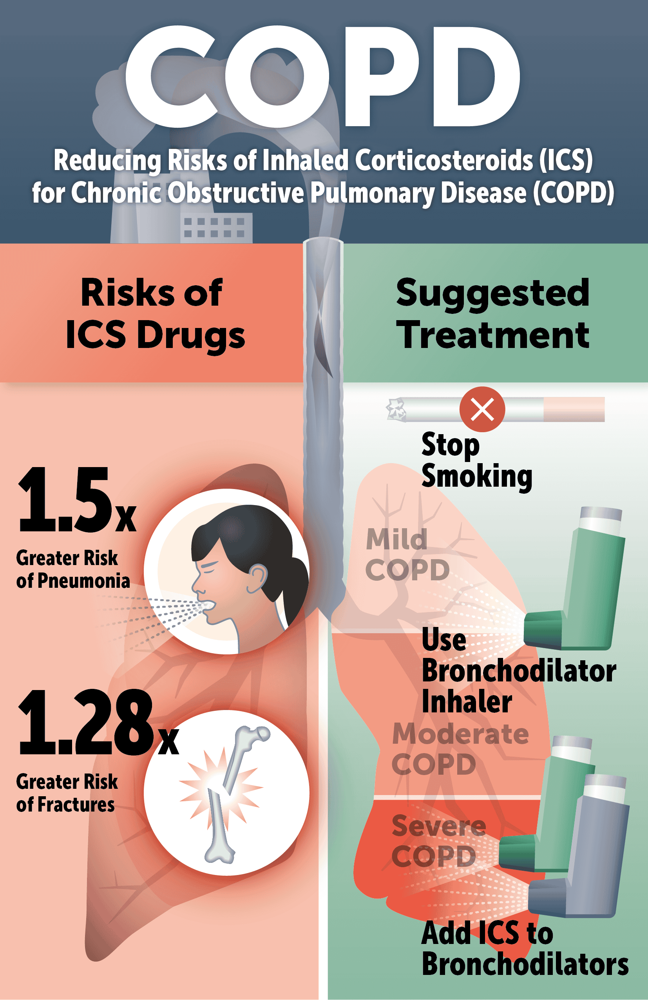 COPD
Reducing Risks of Inhaled Corticosteroids (ICS)
for Chronic Obstructive Pulmonary Disease (COPD)
Risks of
ICS Drugs
1.5x
Greater Risk
of Pneumonia
1.28x
Greater Risk
of Fractures
Suggested
Treatment
Stop
Smoking
Mild
COPD
Use
Bronchodilator
Inhaler
Moderate
COPD
Severe
COPD
Add ICS to
Bronchodilators